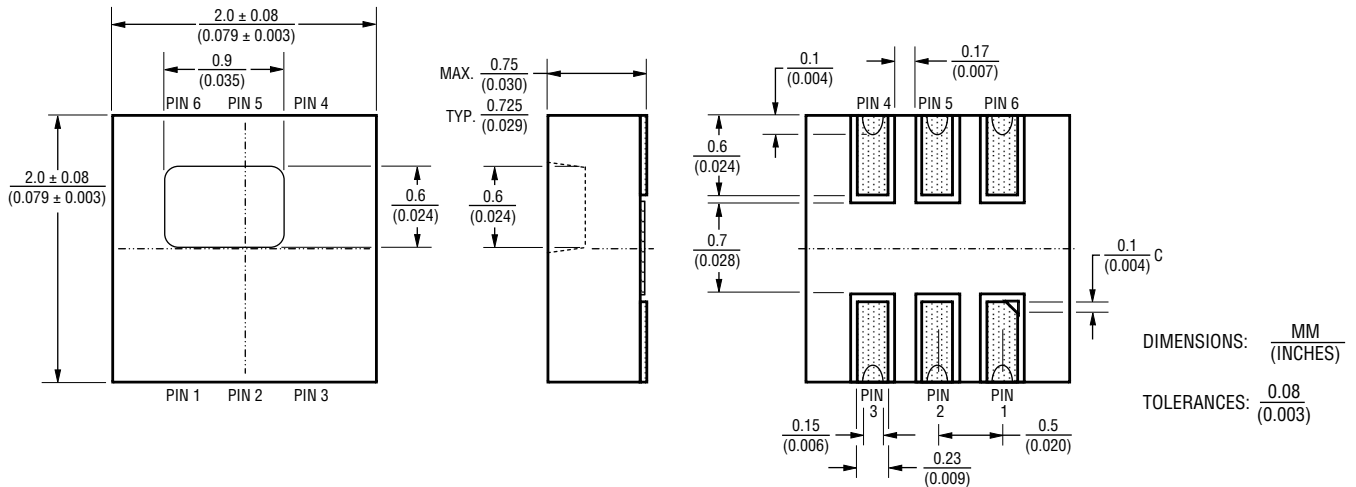 2.0 ± 0.08
(0.079 ± 0.003)
0.9
(0.035)
PIN 6 PIN 5 PIN 4
2.0 ± 0.08
(0.079 ± 0.003)
0.6
(0.024)
PIN 1 PIN 2 PIN 3
MAX. 0.75
(0.030)
TYP. 0.725
(0.029)
0.6
(0.024)
0.1
(0.004)
0.17
(0.007)
PIN 4 PIN 5 PIN 6
0.6
(0.024)
0.7
(0.028)
0.1
(0.004) C
PIN
3
PIN
2
PIN
1
0.15
(0.006)
0.5
(0.020)
0.23
(0.009)
DIMENSIONS: MM
(INCHES)
TOLERANCES: 0.08
(0.003)